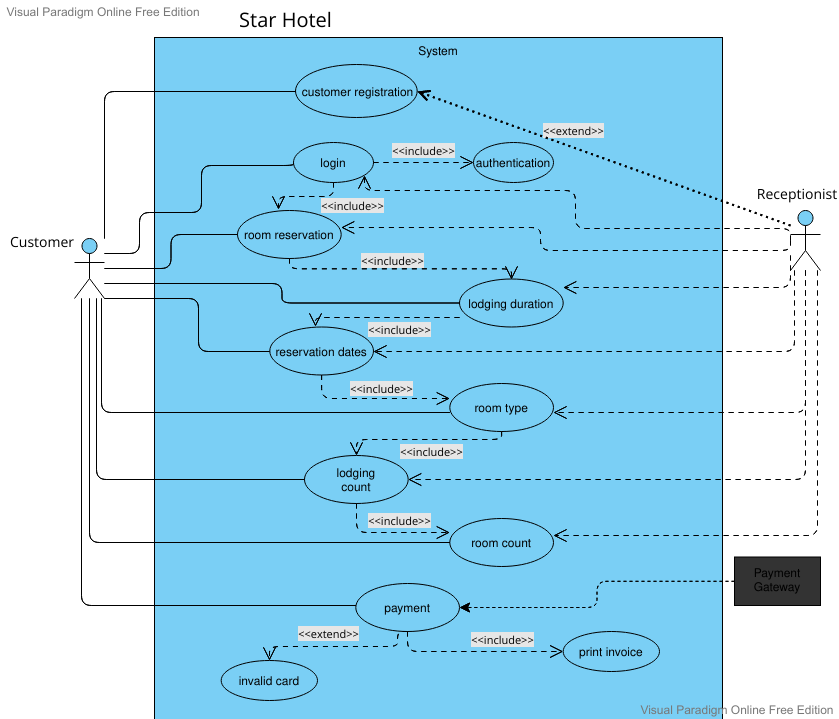 Visual Paradigm Online Free Edition
Star Hotel
System
customer registration
<<extend>>
login
<<include>>
authentication
Receptionist
<<include>>
Customer
room reservation
<<include>>
lodging duration
<<include>>
reservation dates
<<include>>
room type
<<include>>
lodging
count
<<include>>
room count
Payment
Gateway
payment
<<extend>>
<<include>>
print invoice
invalid card
Visual Paradigm Online Free Edition